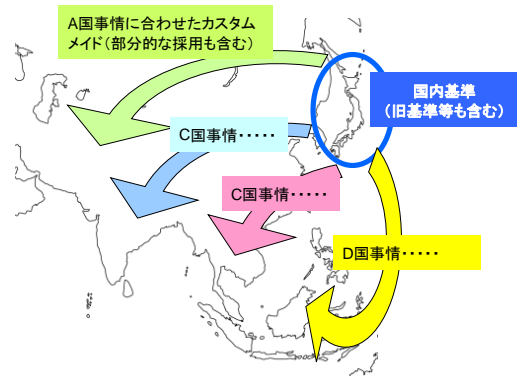 A国事情に合わせたカスタム
メイド(部分的な採用も含む)
国内基準
(旧基準等も含む)
C国事情・・・・・
C国事情・・・・・
D国事情・・・・・